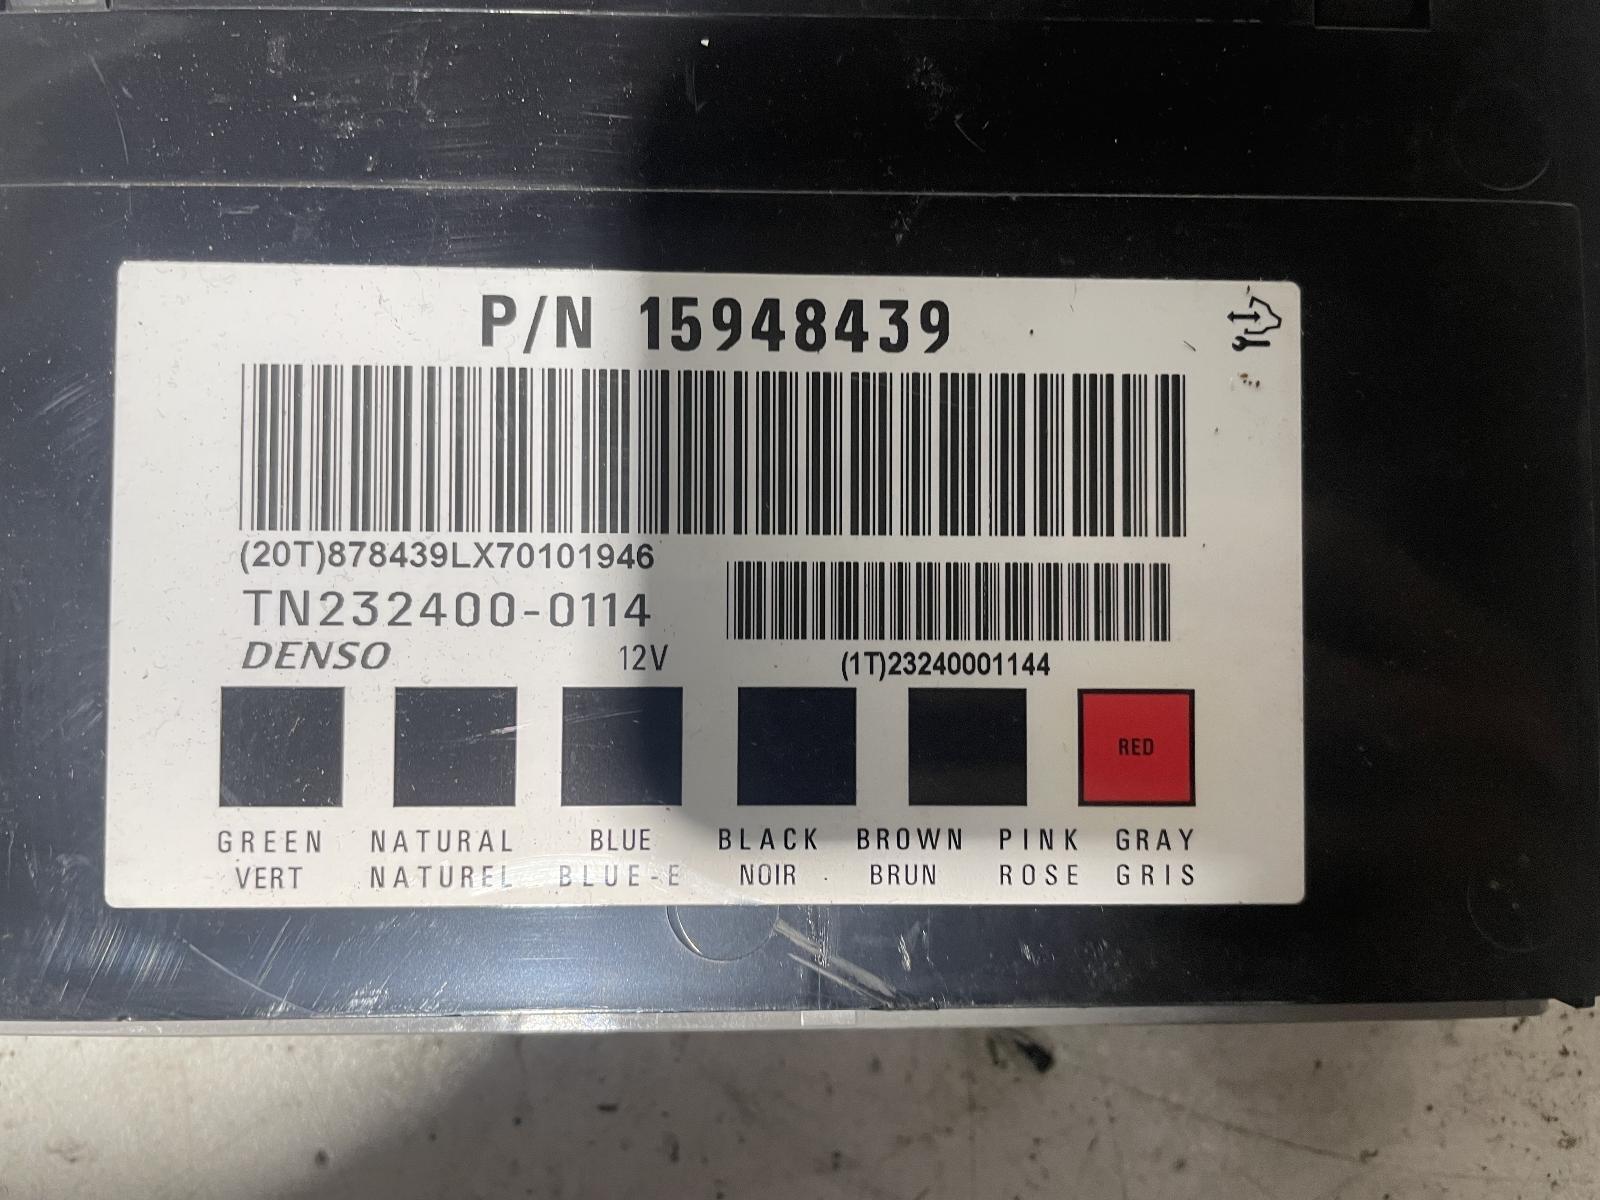 P/N 15948439
(20T)878439LX70101946
TN232400-0114
DENSO 12V
(1T)23240001144
RED
GREEN NATURAL BLUE BLACK BROWN PINK GRAY
VERT NATUREL BLUE-E NOIR BRUN ROSE GRIS